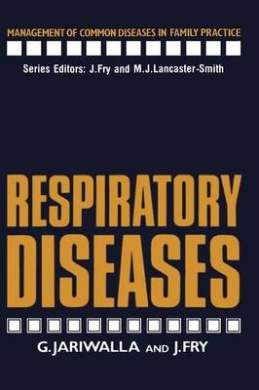 MANAGEMENT OF COMMON DISEASES IN FAMILY PRACTICE
Series Editors: J.Fry and M.J.Lancaster-Smith
RESPIRATORY
DISEASES
G.JARIWALLA AND J.FRY